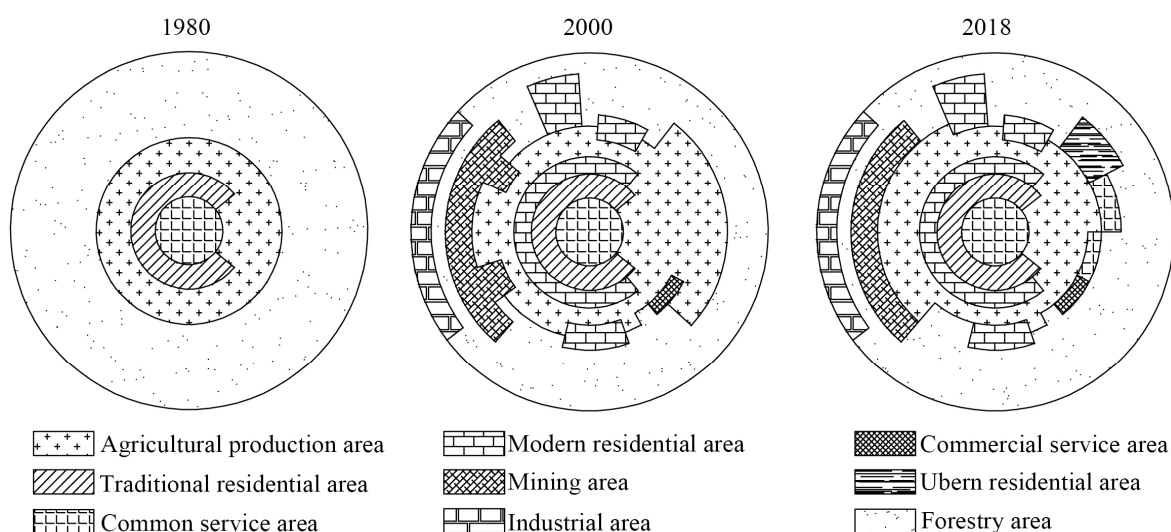 1980 2000 2018
Agricultural production area Modern residential area Commercial service area
Traditional residential area Mining area Ubern residential area
Common service area Industrial area Forestry area